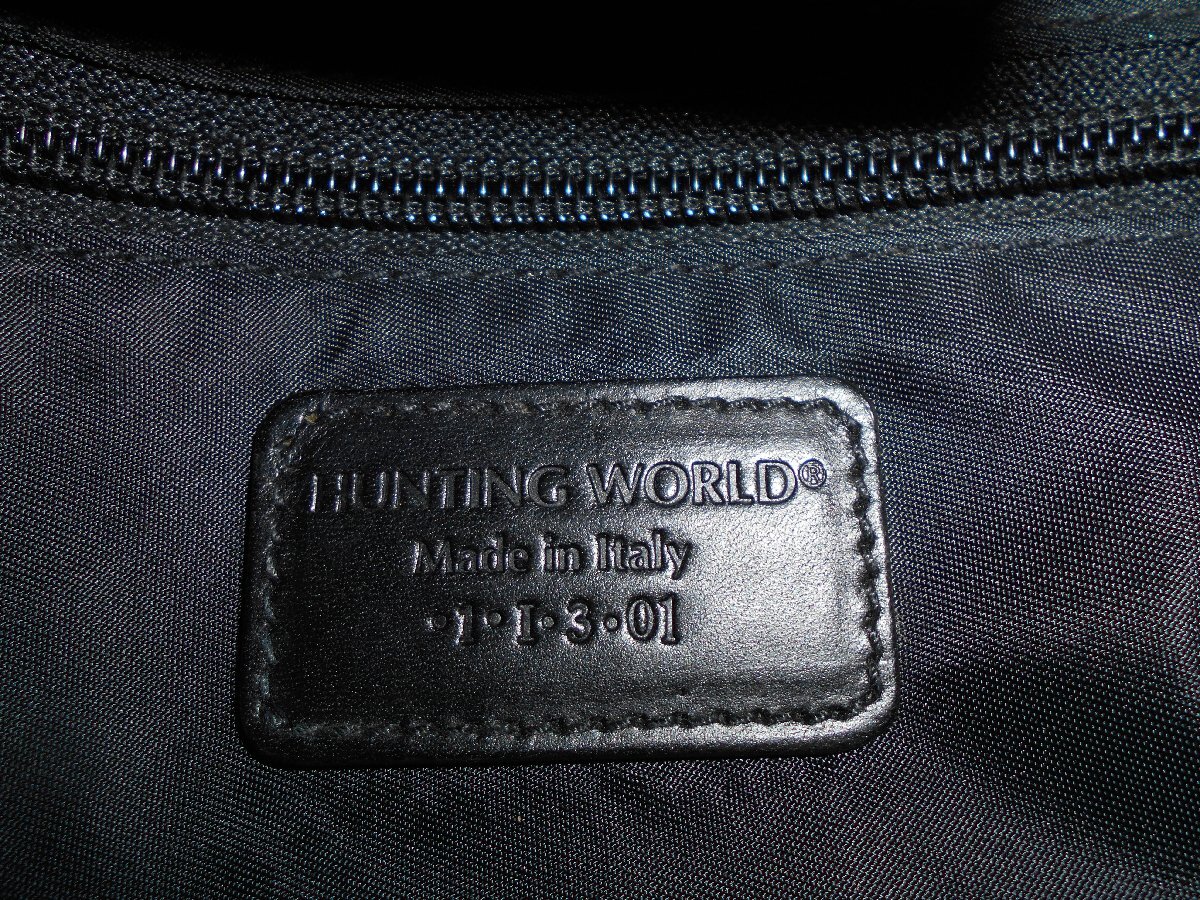 HUNTING WORLD®
Made in Italy
•1•I•3•01